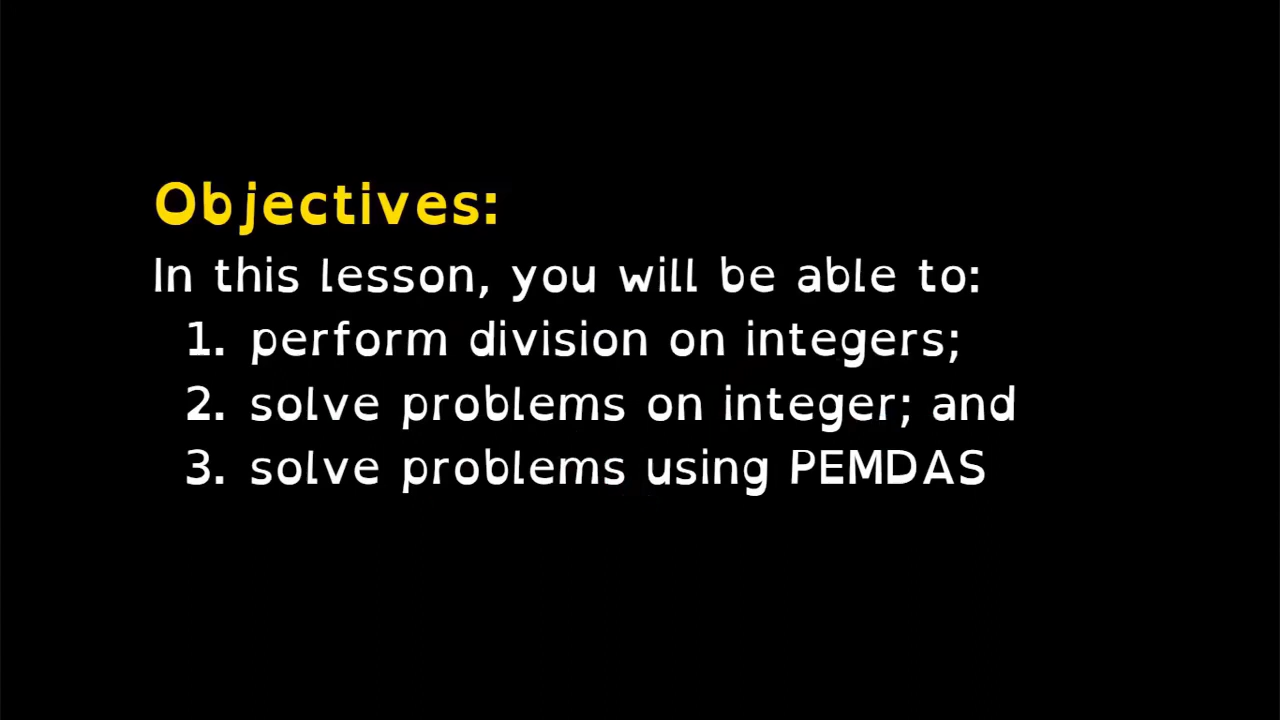 Objectives:
In this lesson, you will be able to:
1. perform division on integers;
2. solve problems on integer; and
3. solve problems using PEMDAS